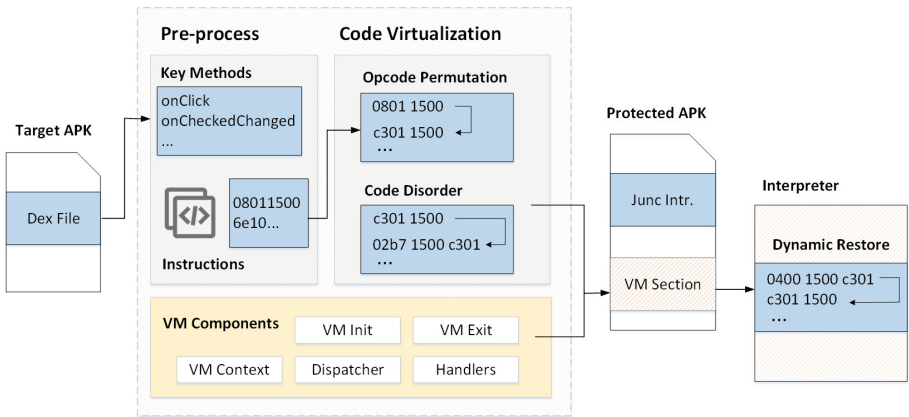 Target APK
Dex File
Pre-process
Key Methods
onClick
onCheckedChanged
...
08011500
6e10...
Instructions
Code Virtualization
Opcode Permutation
0801 1500
c301 1500
...
Code Disorder
c301 1500
02b7 1500 c301
...
VM Components
VM Init
VM Exit
VM Context
Dispatcher
Handlers
Protected APK
Junc Intr.
VM Section
Interpreter
Dynamic Restore
0400 1500 c301
c301 1500
...